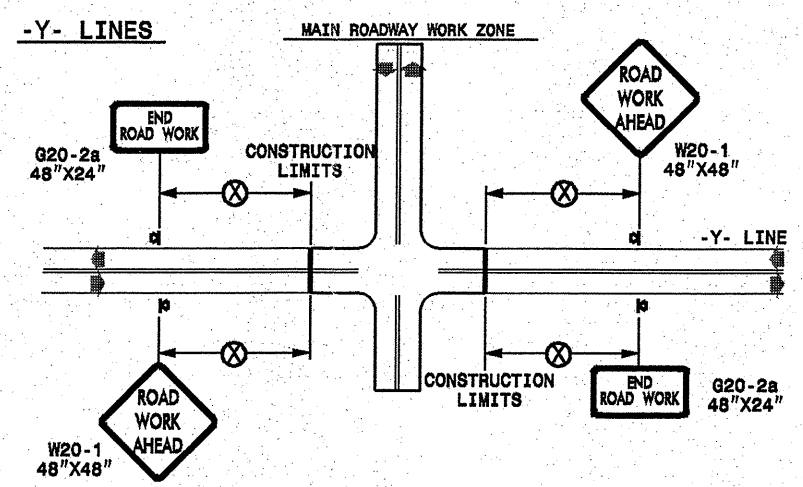 -Y- LINES
MAIN ROADWAY WORK ZONE
END
ROAD WORK
G20-2a
48"X24"
CONSTRUCTION
LIMITS
X
X
ROAD
WORK
AHEAD
W20-1
48"X48"
-Y- LINE
X
X
ROAD
WORK
AHEAD
W20-1
48"X48"
CONSTRUCTION
LIMITS
END
ROAD WORK
G20-2a
48"X24"